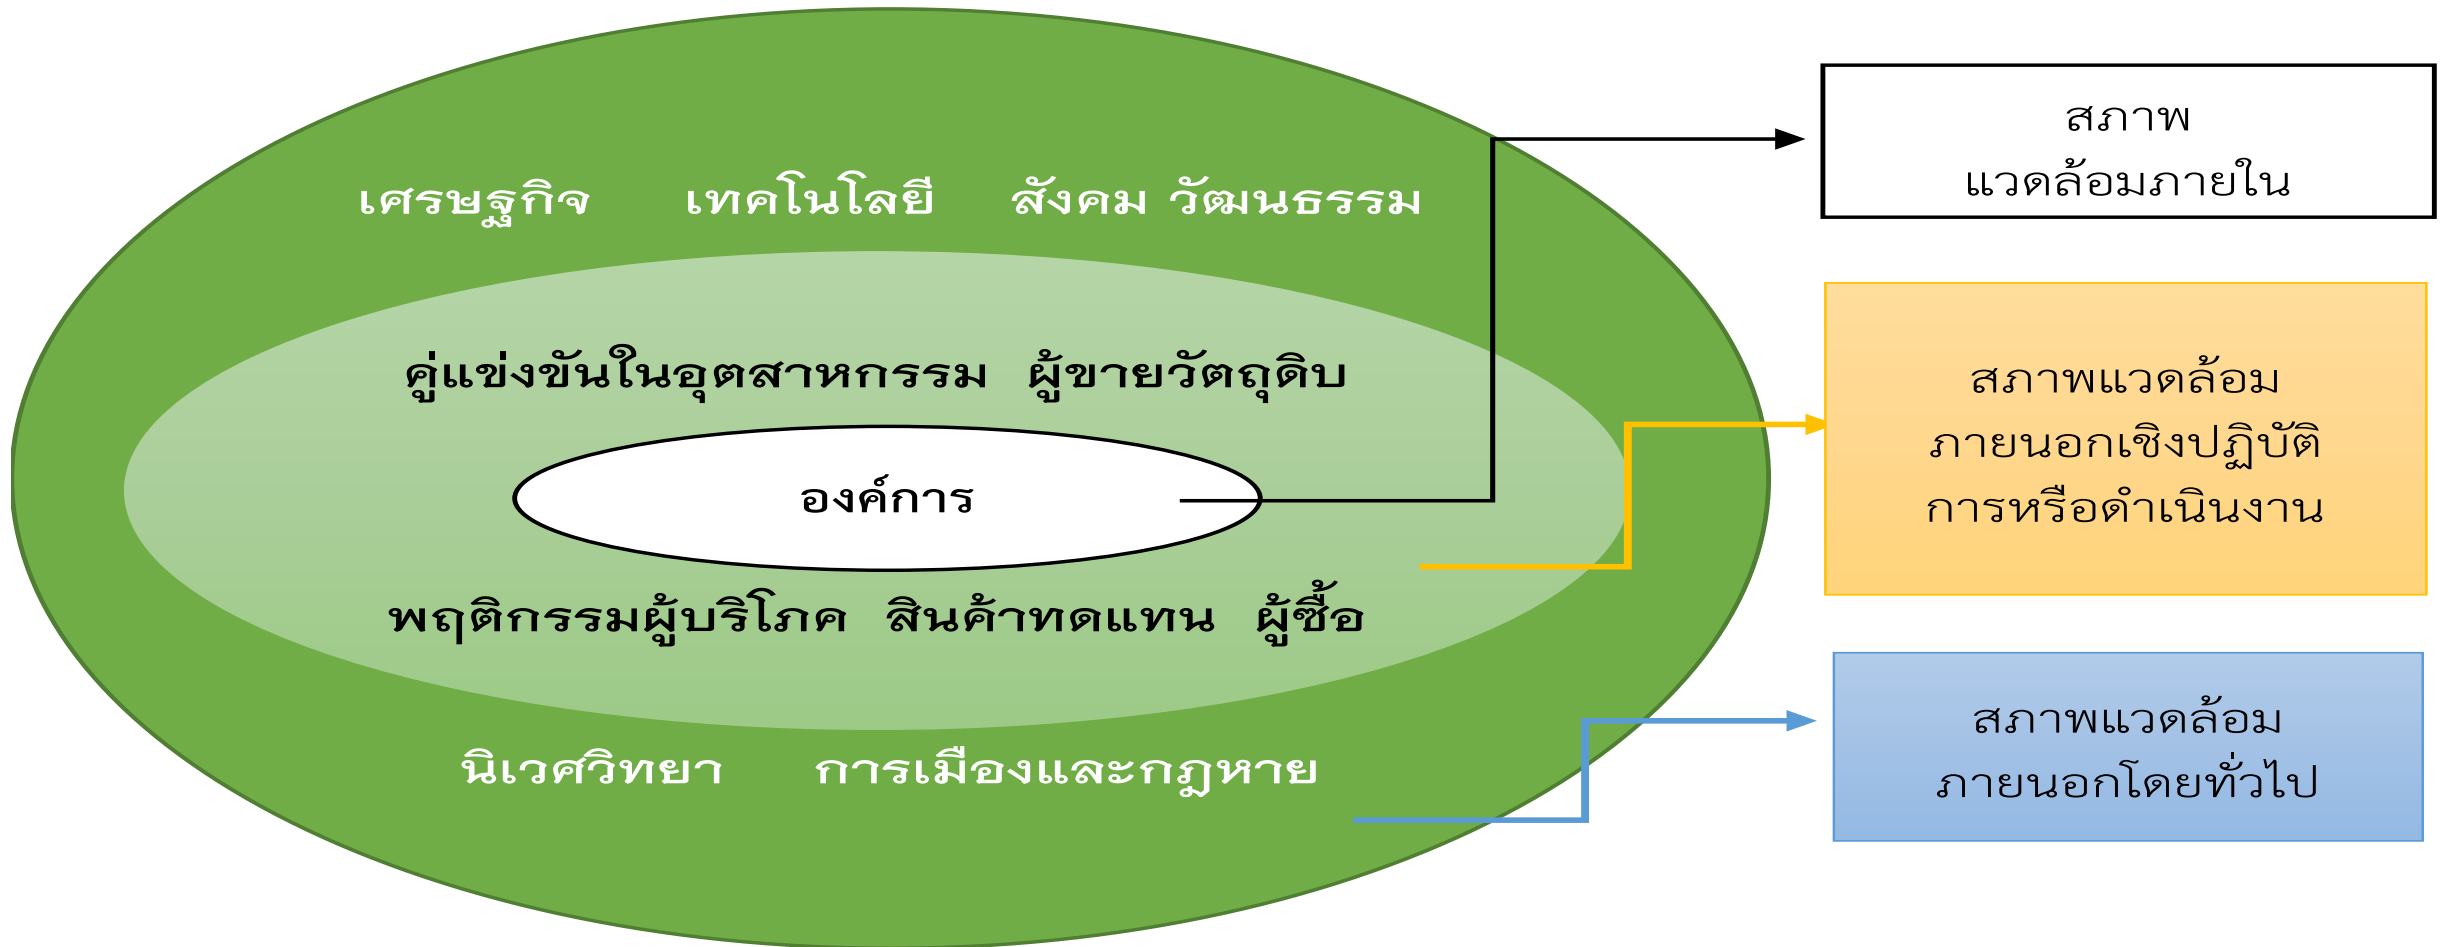 เศรษฐกิจ เทคโนโลยี สังคม วัฒนธรรม
คู่แข่งขันในอุตสาหกรรม ผู้ขายวัตถุดิบ
องค์การ
พฤติกรรมผู้บริโภค สินค้าทดแทน ผู้ซื้อ
นิเวศวิทยา การเมืองและกฎหาย
สภาพ
แวดล้อมภายใน
สภาพแวดล้อม
ภายนอกเชิงปฏิบัติ
การหรือดำเนินงาน
สภาพแวดล้อม
ภายนอกโดยทั่วไป